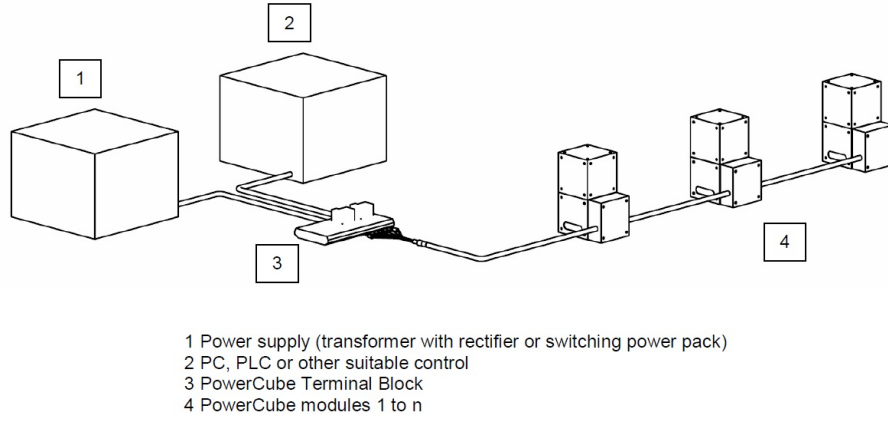 2
1
3
4
1 Power supply (transformer with rectifier or switching power pack)
2 PC, PLC or other suitable control
3 PowerCube Terminal Block
4 PowerCube modules 1 to n